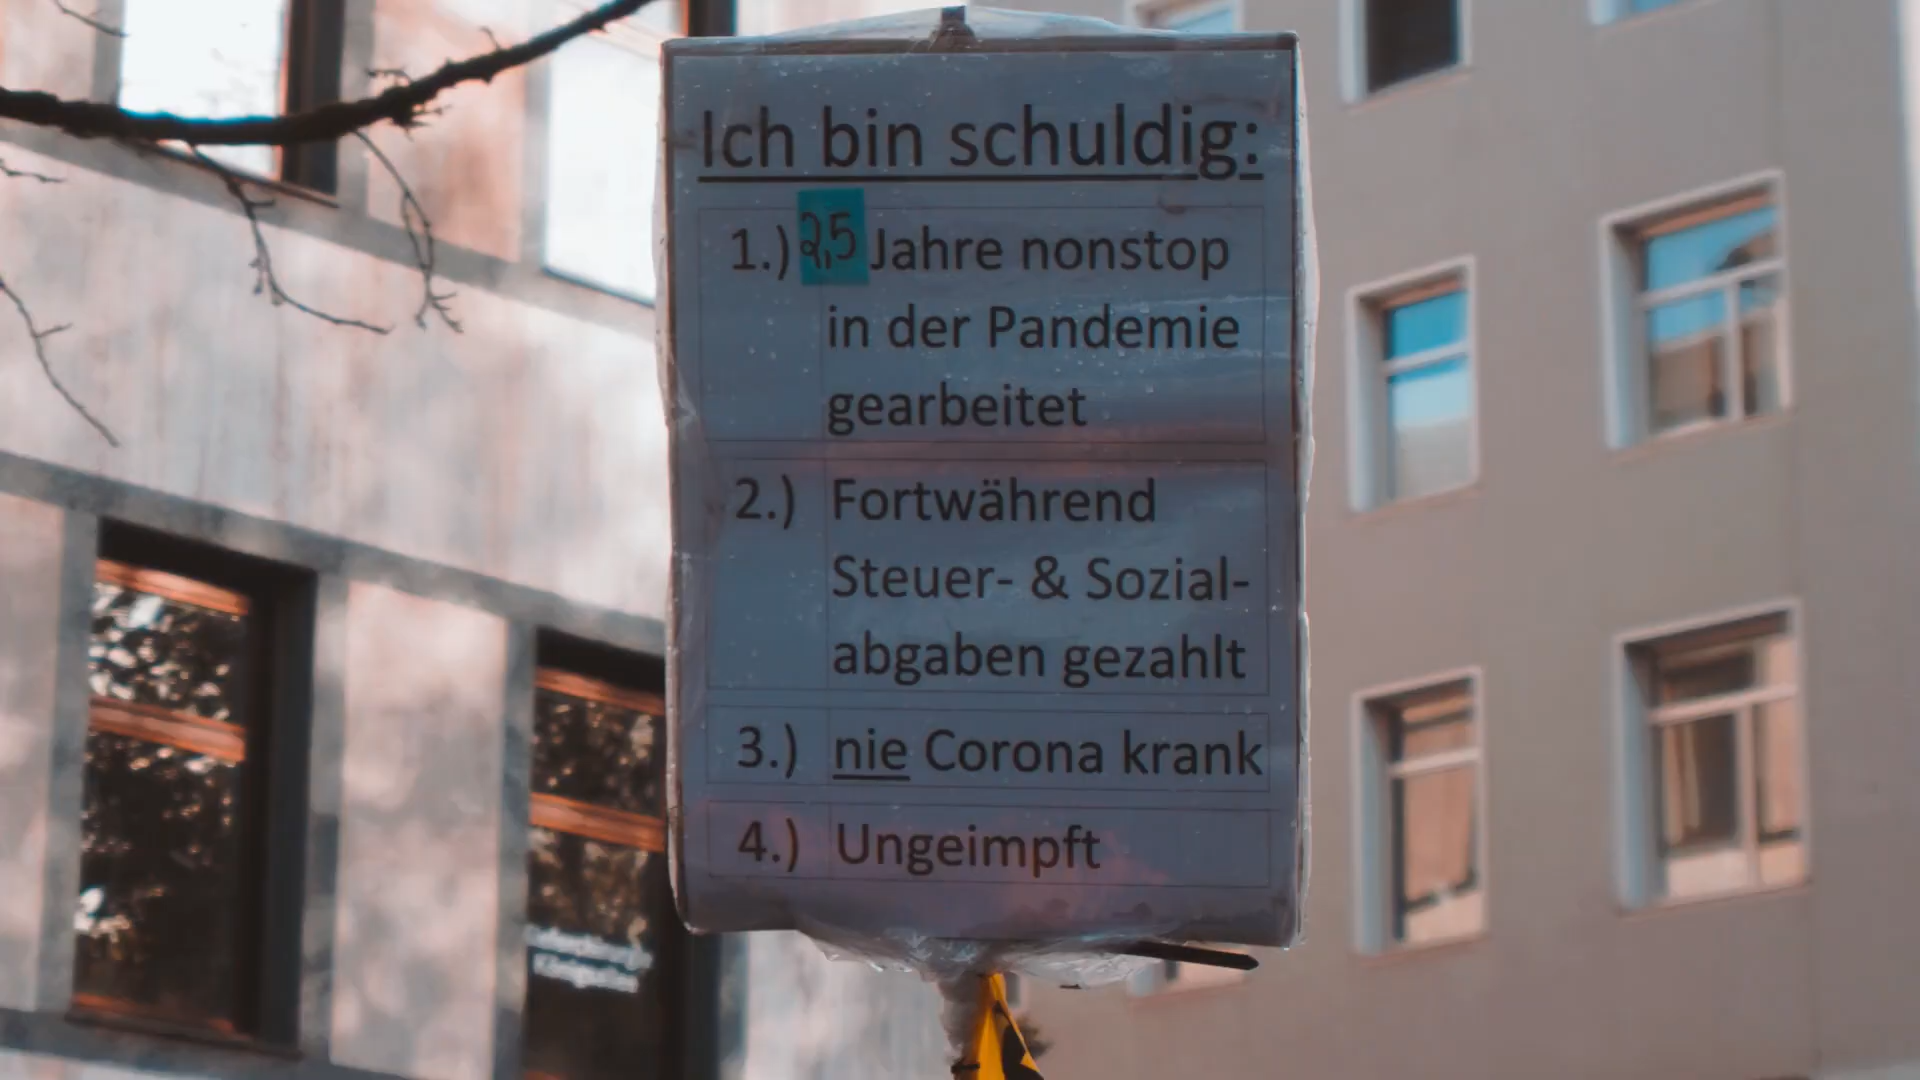 Ich bin schuldig:
1.) 2,5 Jahre nonstop
in der Pandemie
gearbeitet
2.) Fortwährend
Steuer- & Sozial-
abgaben gezahlt
3.) nie Corona krank
4.) Ungeimpft